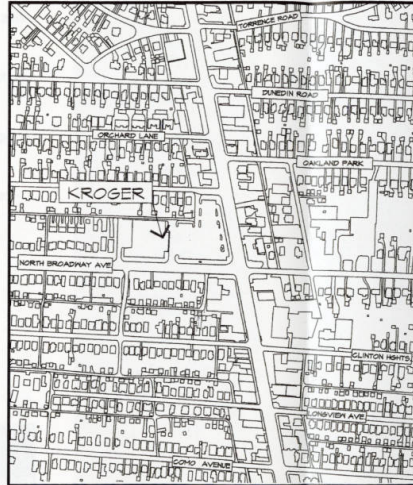 TORRENCE ROAD
DUNEDIN ROAD
ORCHARD LANE
OAKLAND PARK
KROGER
NORTH BROADWAY AVE
CLINTON HGHTS
LONGVIEW AVE
COMO AVENUE